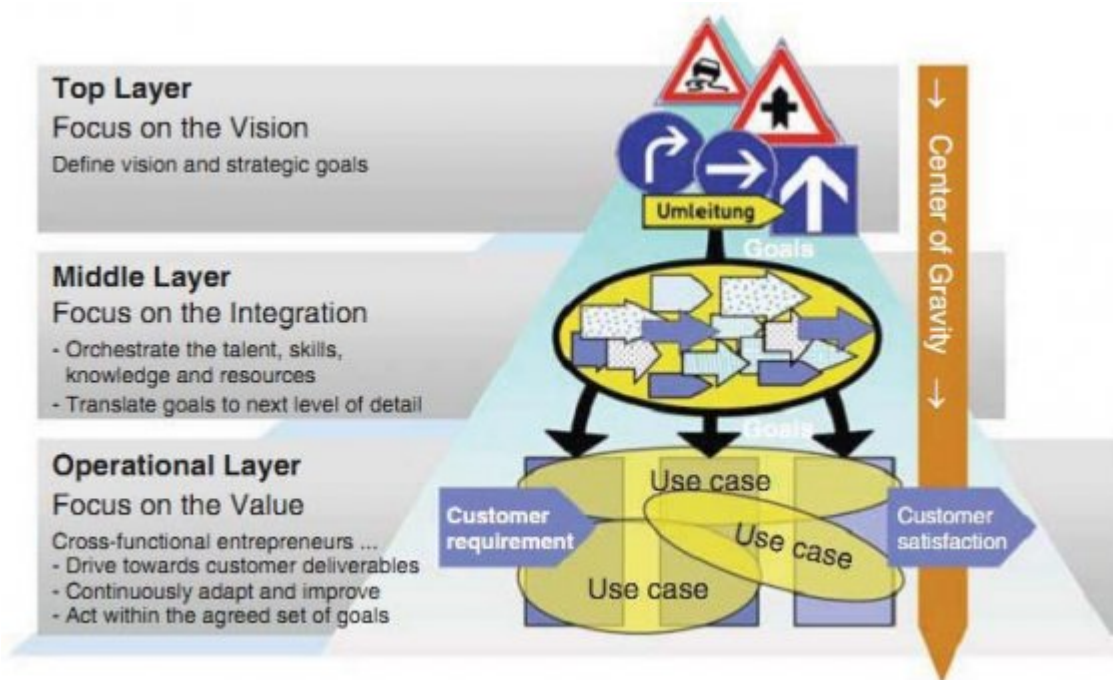 Top Layer
Focus on the Vision
Define vision and strategic goals
Umleitung
Goals
Middle Layer
Focus on the Integration
- Orchestrate the talent, skills,
knowledge and resources
- Translate goals to next level of detail
Goals
Operational Layer
Focus on the Value
Cross-functional entrepreneurs ...
- Drive towards customer deliverables
- Continuously adapt and improve
- Act within the agreed set of goals
Customer
requirement
Use case
Use case
Use case
Customer
satisfaction
↓ Center of Gravity ↓